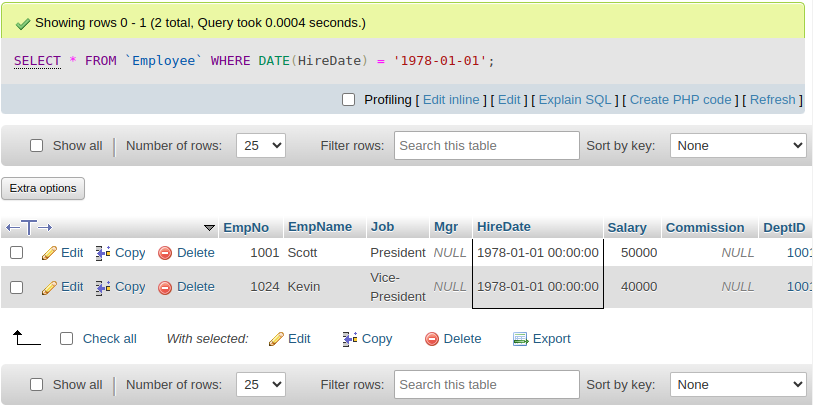 Showing rows 0 - 1 (2 total, Query took 0.0004 seconds.)
SELECT * FROM `Employee` WHERE DATE(HireDate) = '1978-01-01';
Profiling [ Edit inline ] [ Edit ] [ Explain SQL ] [ Create PHP code ] [ Refresh ]
Show all Number of rows: 25 Filter rows: Search this table Sort by key: None
Extra options
EmpNo EmpName Job Mgr HireDate Salary Commission DeptID
Edit Copy Delete 1001 Scott President NULL 1978-01-01 00:00:00 50000 NULL 1001
Edit Copy Delete 1024 Kevin Vice-President NULL 1978-01-01 00:00:00 40000 NULL 1001
Check all With selected: Edit Copy Delete Export
Show all Number of rows: 25 Filter rows: Search this table Sort by key: None